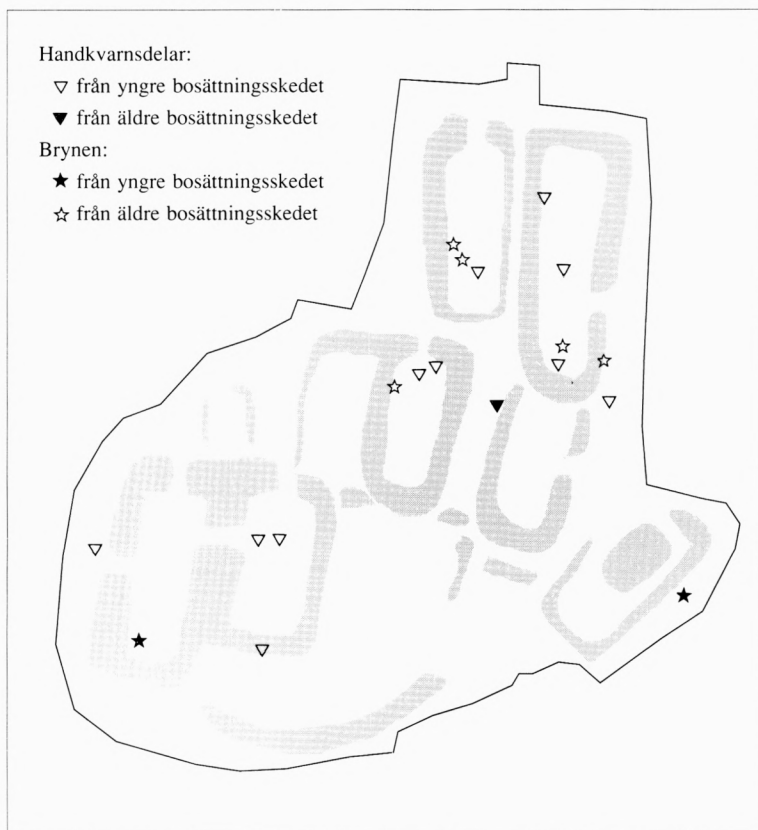 Handkvarnsdelar:
▽ från yngre bosättningsskedet
▼ från äldre bosättningsskedet
Brynen:
★ från yngre bosättningsskedet
☆ från äldre bosättningsskedet